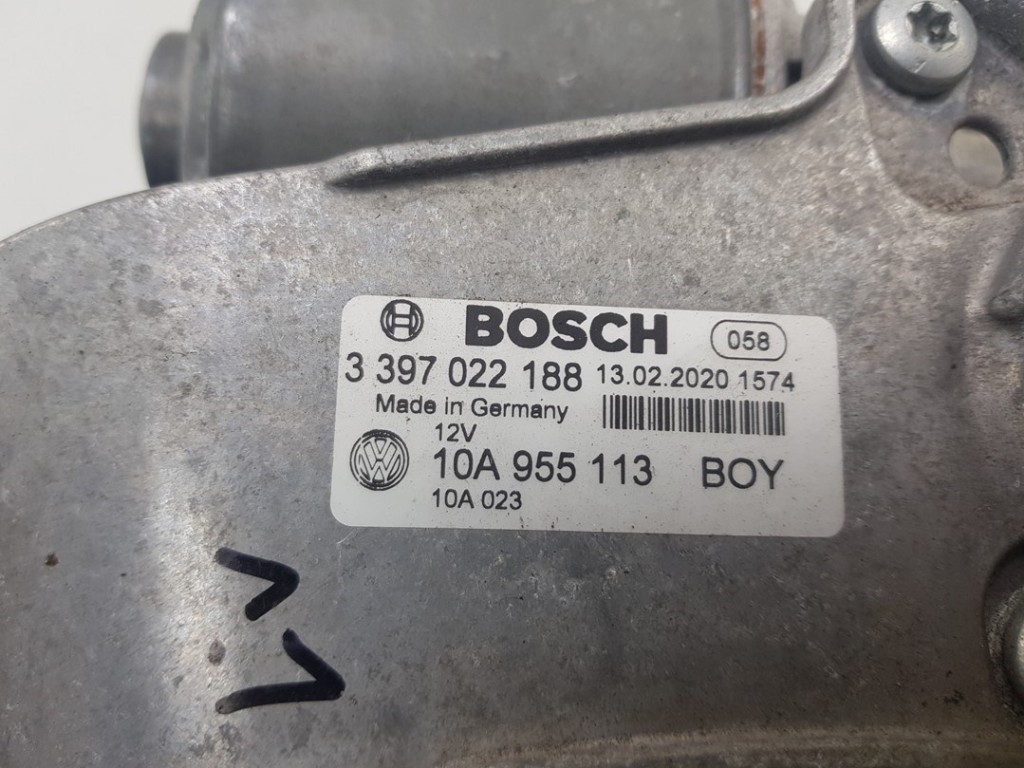 BOSCH 058
3 397 022 188 13.02.2020 1574
Made in Germany
12V
10A 955 113 BOY
10A 023